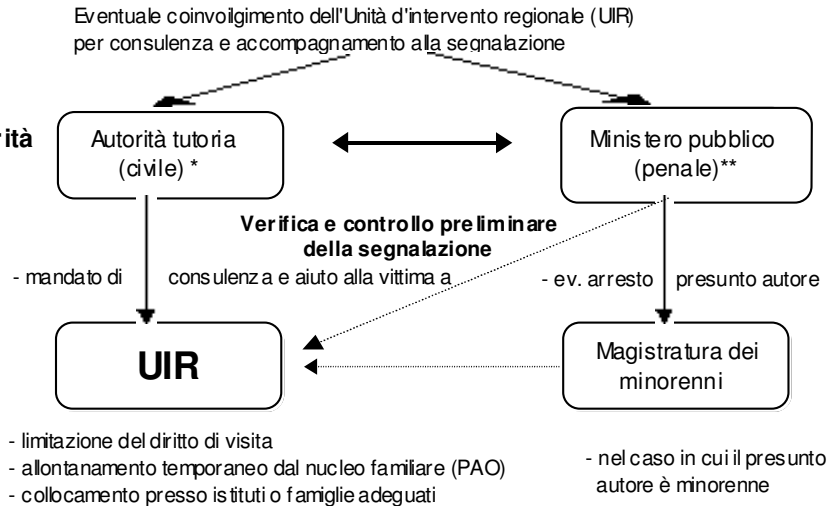 Eventuale coinvoilgimento dell'Unità d'intervento regionale (UIR)
per consulenza e accompagnamento alla segnalazione
rità
Autorità tutoria
(civile) *
Ministero pubblico
(penale)**
Verifica e controllo preliminare
della segnalazione
- mandato di consulenza e aiuto alla vittima a
- ev. arresto presunto autore
UIR
Magistratura dei
minorenni
- limitazione del diritto di visita
- allontanamento temporaneo dal nucleo familiare (PAO)
- collocamento presso istituti o famiglie adeguati
- nel caso in cui il presunto
autore è minorenne